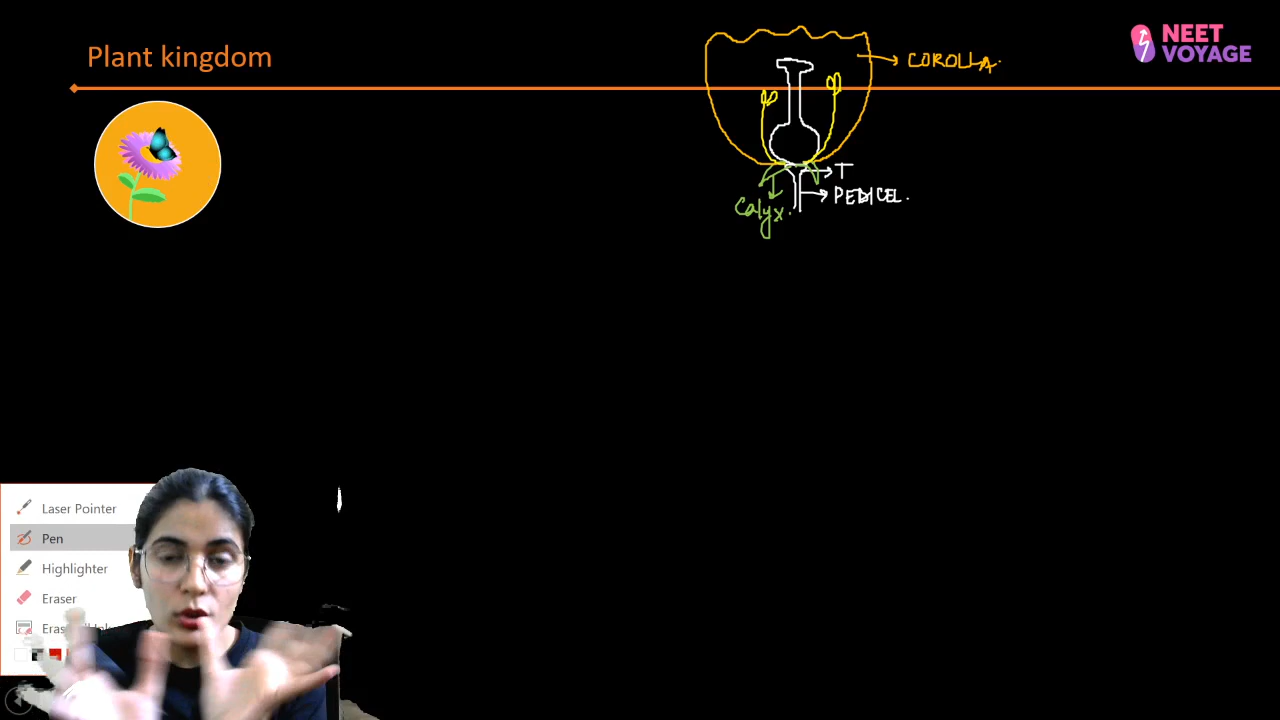 Plant kingdom
NEET
VOYAGE
COROLLA.
T
PEDICEL.
Calyx.
Laser Pointer
Pen
Highlighter
Eraser